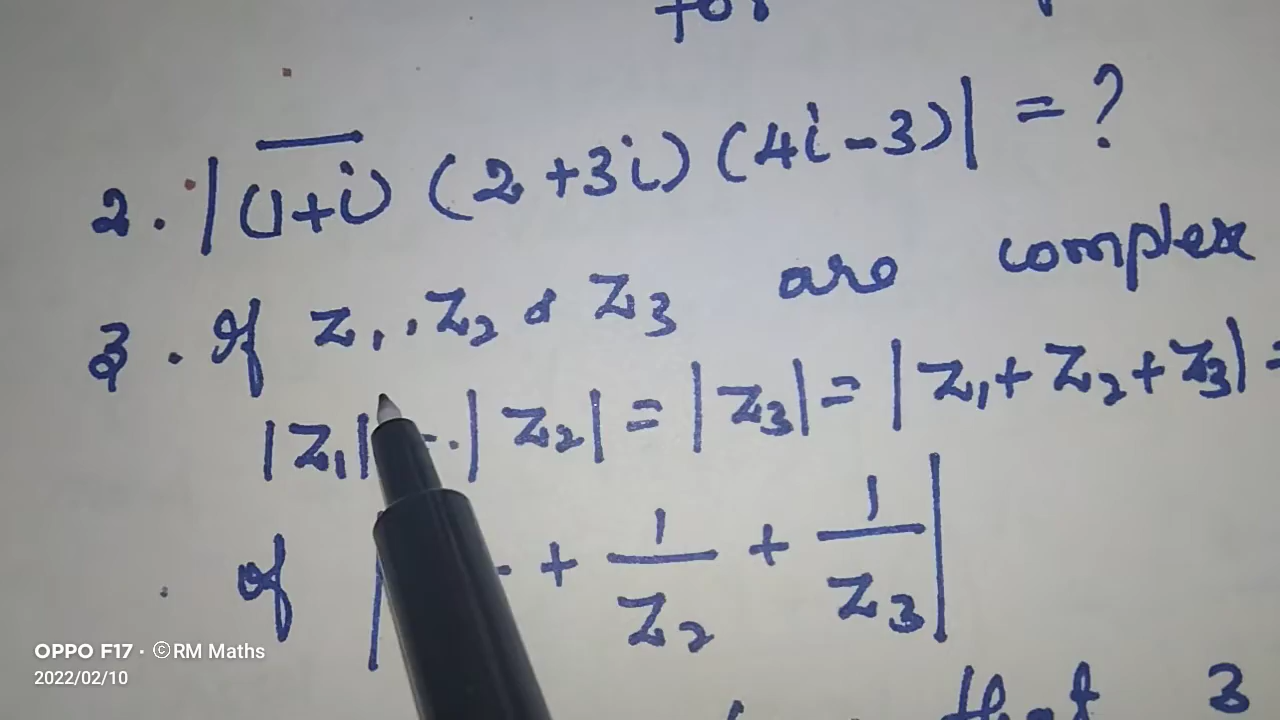 for
2. |(1+i)̅ (2+3i) (4i-3)| = ?
3. If z₁, z₂ & z₃ are complex
|z₁| = |z₂| = |z₃| = |z₁+z₂+z₃| =
of | + 1/z₂ + 1/z₃|
that 3
OPPO F17 · ©RM Maths
2022/02/10